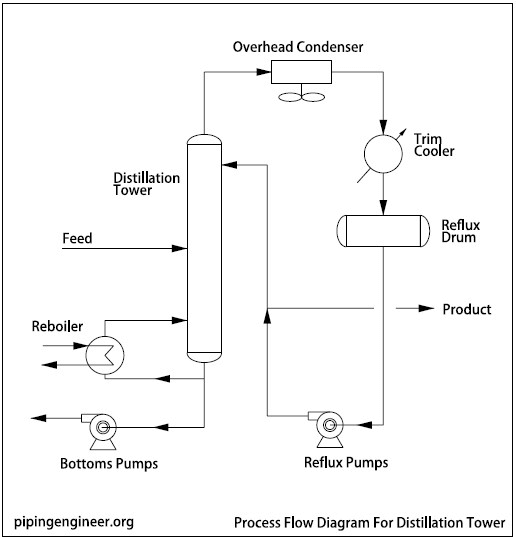 Overhead Condenser
Trim
Cooler
Distillation
Tower
Reflux
Drum
Feed
Product
Reboiler
Bottoms Pumps
Reflux Pumps
pipingengineer.org
Process Flow Diagram For Distillation Tower